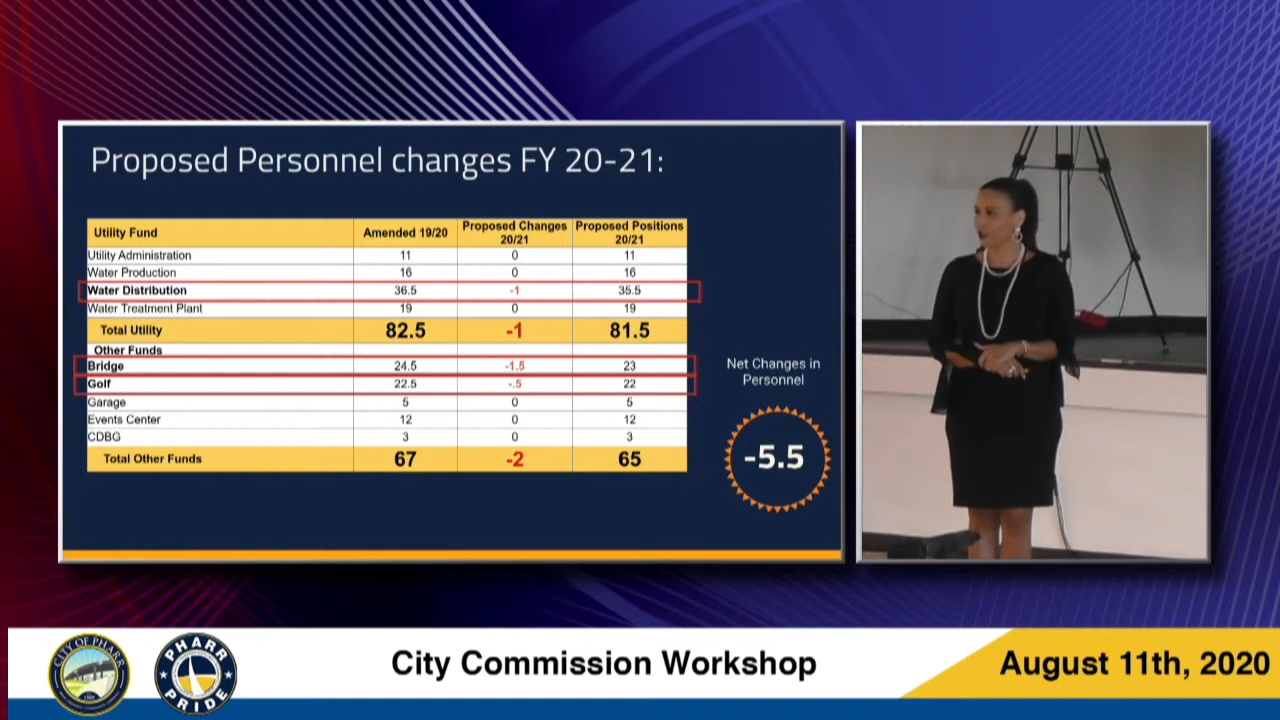 Proposed Personnel changes FY 20-21:
Utility Fund Amended 19/20 Proposed Changes 20/21 Proposed Positions 20/21
Utility Administration 11 0 11
Water Production 16 0 16
Water Distribution 36.5 -1 35.5
Water Treatment Plant 19 0 19
Total Utility 82.5 -1 81.5
Other Funds
Bridge 24.5 -1.5 23
Golf 22.5 -.5 22
Garage 5 0 5
Events Center 12 0 12
CDBG 3 0 3
Total Other Funds 67 -2 65
Net Changes in
Personnel
-5.5
CITY OF PHARR
PHARR
PRIDE
City Commission Workshop
August 11th, 2020